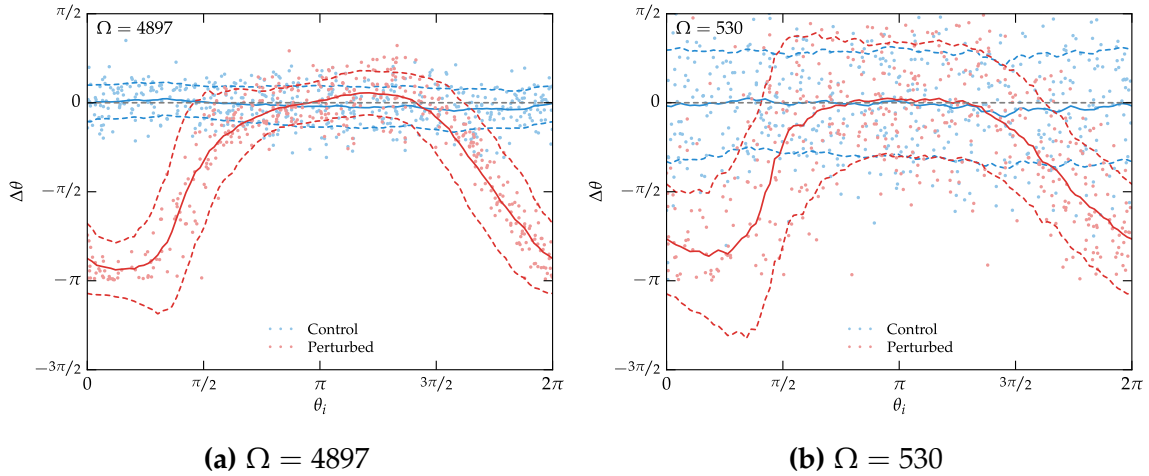 Ω = 4897
π/2
0
−π/2
−π
−3π/2
Δθ
0
π/2
π
3π/2
2π
θi
Control
Perturbed
(a) Ω = 4897
Ω = 530
π/2
0
−π/2
−π
−3π/2
Δθ
0
π/2
π
3π/2
2π
θi
Control
Perturbed
(b) Ω = 530